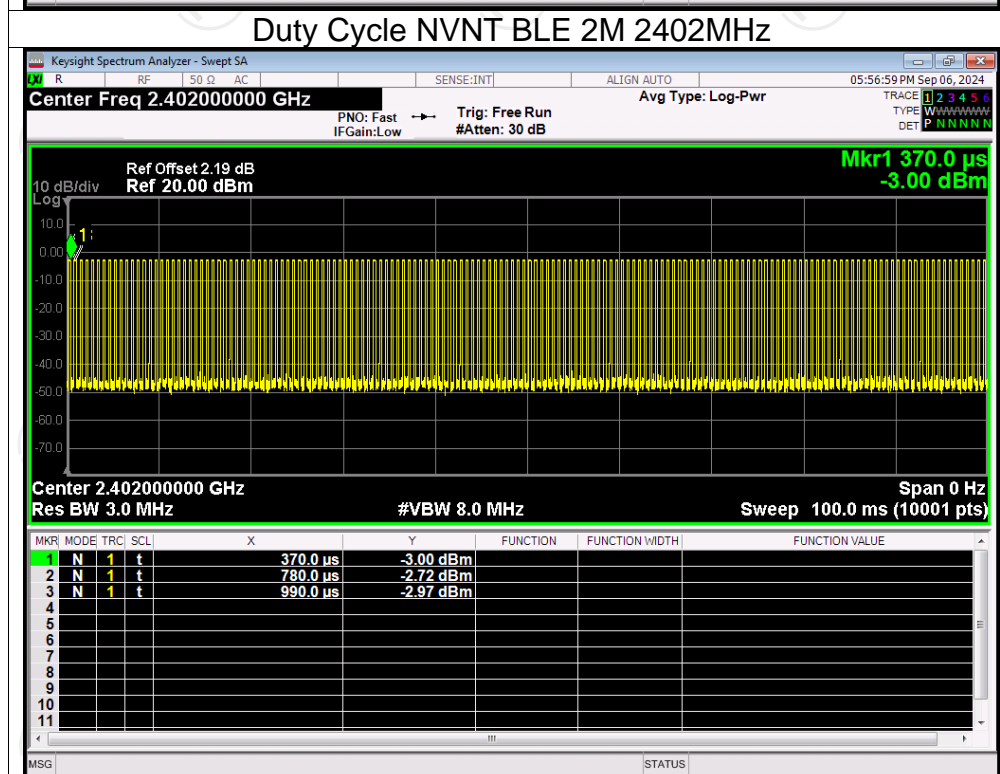 Duty Cycle NVNT BLE 2M 2402MHz
Keysight Spectrum Analyzer - Swept SA
LXI R RF 50 Ω AC SENSE:INT ALIGN AUTO 05:56:59 PM Sep 06, 2024
Center Freq 2.402000000 GHz
PNO: Fast
IFGain:Low
Trig: Free Run
#Atten: 30 dB
Avg Type: Log-Pwr
TRACE 1 2 3 4 5 6
TYPE W W W W W W
DET P N N N N N
Mkr1 370.0 µs
-3.00 dBm
Ref Offset 2.19 dB
10 dB/div Ref 20.00 dBm
Log
1
10.0
0.00
-10.0
-20.0
-30.0
-40.0
-50.0
-60.0
-70.0
Center 2.402000000 GHz Span 0 Hz
Res BW 3.0 MHz #VBW 8.0 MHz Sweep 100.0 ms (10001 pts)
MKR MODE TRC SCL X Y FUNCTION FUNCTION WIDTH FUNCTION VALUE
1 N 1 t 370.0 µs -3.00 dBm
2 N 1 t 780.0 µs -2.72 dBm
3 N 1 t 990.0 µs -2.97 dBm
4
5
6
7
8
9
10
11
MSG STATUS